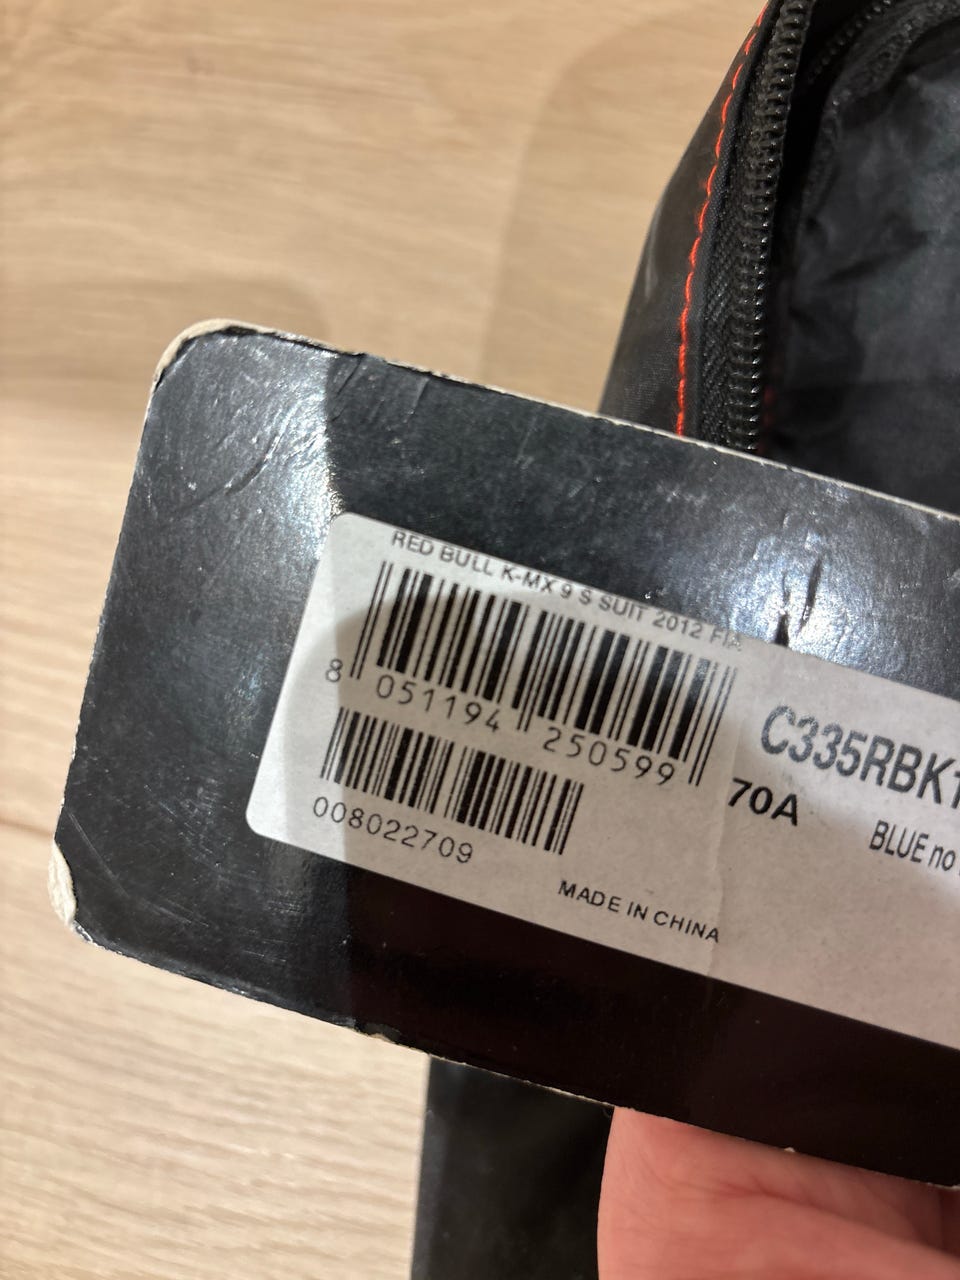 RED BULL K-MX 9 S SUIT 2012 FIA
8 051194 250599
C335RBK1
70A
BLUE no
008022709
MADE IN CHINA